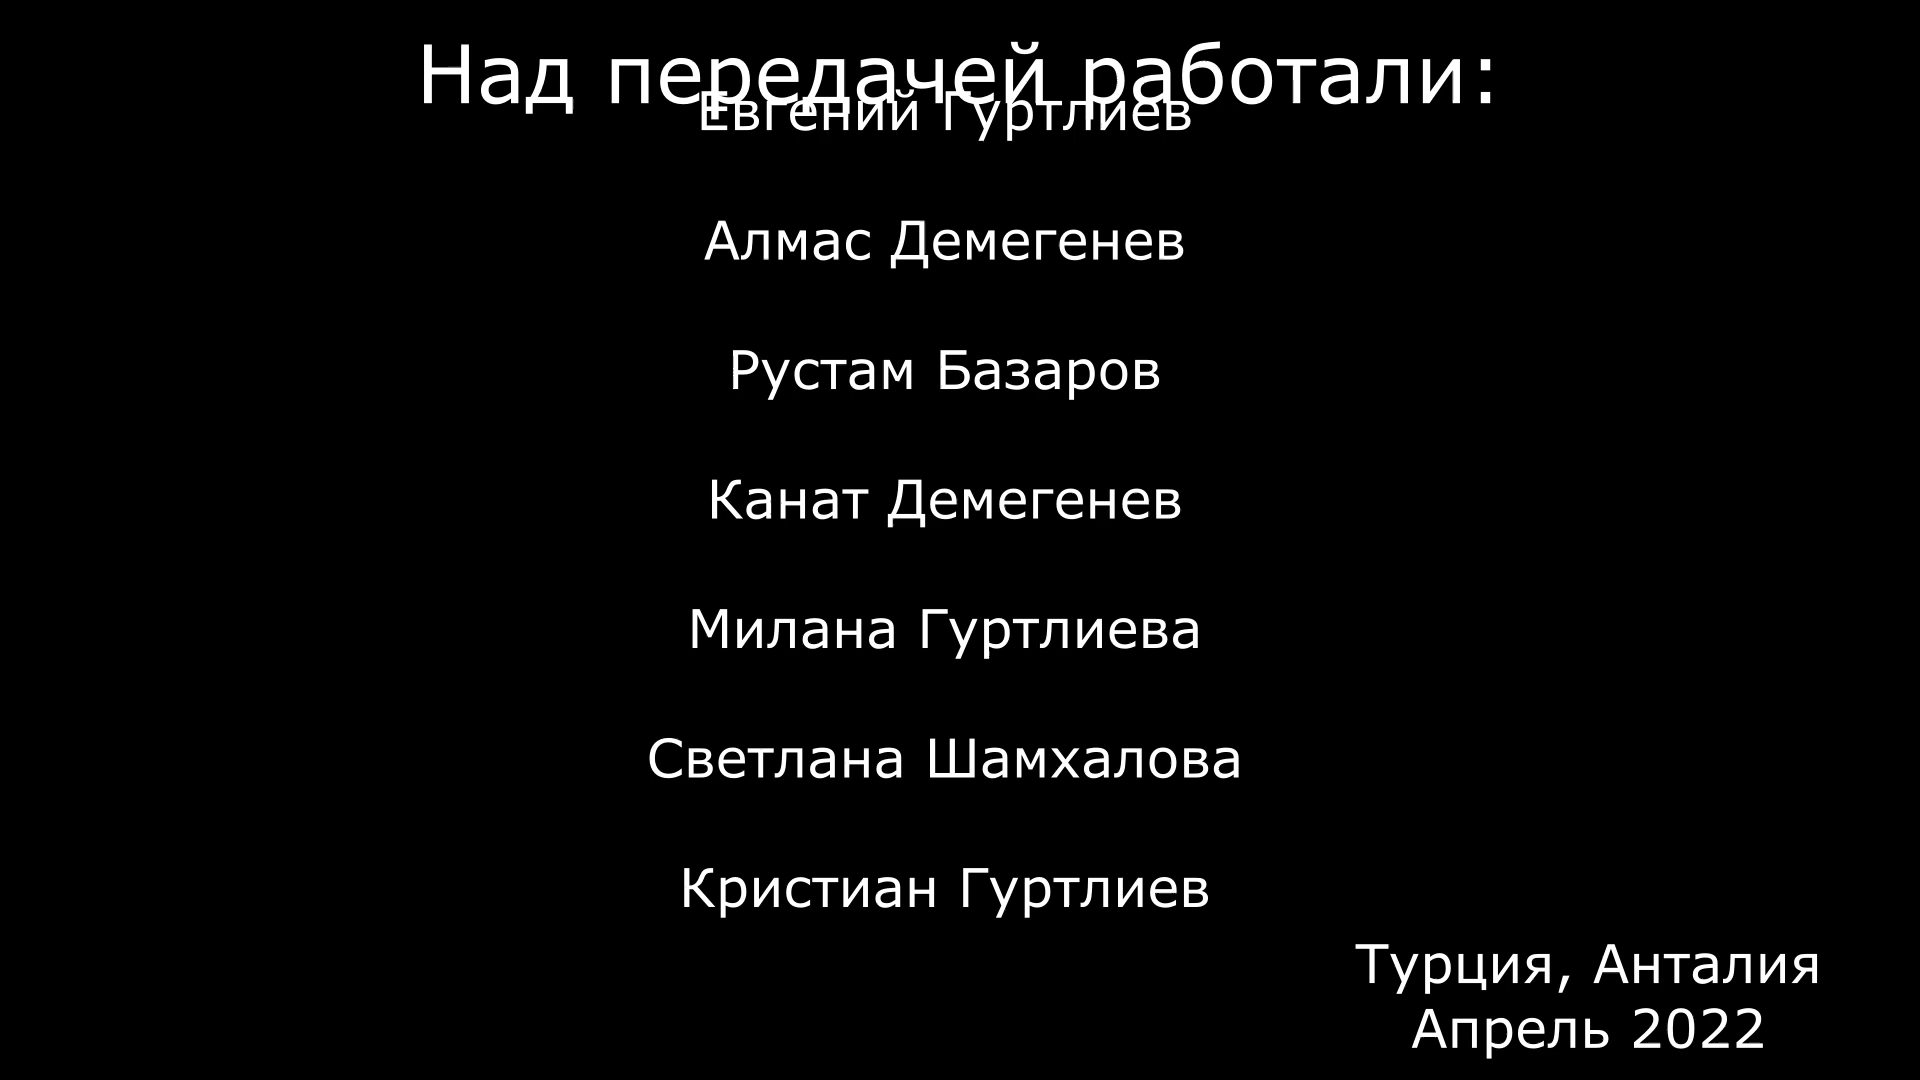 Над передачей работали:
Евгений Гуртлиев
Алмас Демегенев
Рустам Базаров
Канат Демегенев
Милана Гуртлиева
Светлана Шамхалова
Кристиан Гуртлиев
Турция, Анталия
Апрель 2022